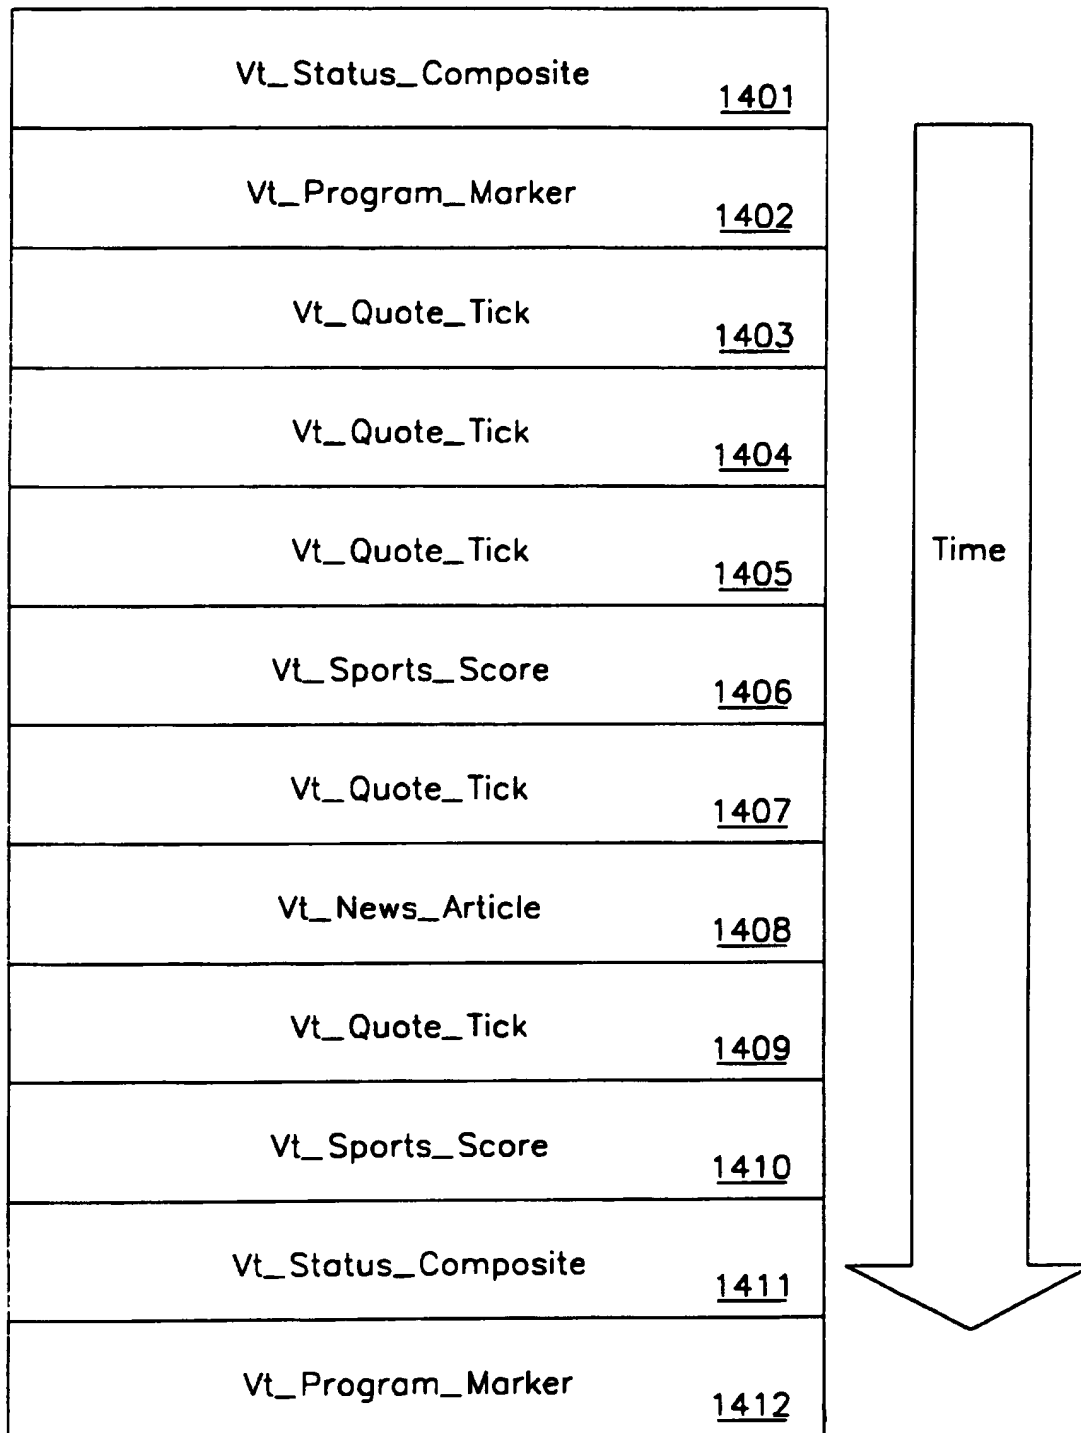 Vt_Status_Composite
1401
Vt_Program_Marker
1402
Vt_Quote_Tick
1403
Vt_Quote_Tick
1404
Vt_Quote_Tick
1405
Time
Vt_Sports_Score
1406
Vt_Quote_Tick
1407
Vt_News_Article
1408
Vt_Quote_Tick
1409
Vt_Sports_Score
1410
Vt_Status_Composite
1411
Vt_Program_Marker
1412